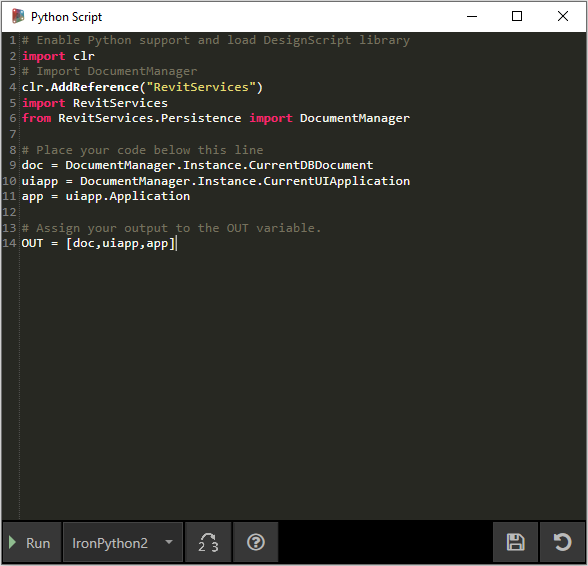 Python Script
1 # Enable Python support and load DesignScript library
2 import clr
3 # Import DocumentManager
4 clr.AddReference("RevitServices")
5 import RevitServices
6 from RevitServices.Persistence import DocumentManager
7
8 # Place your code below this line
9 doc = DocumentManager.Instance.CurrentDBDocument
10 uiapp = DocumentManager.Instance.CurrentUIApplication
11 app = uiapp.Application
12
13 # Assign your output to the OUT variable.
14 OUT = [doc,uiapp,app]
Run IronPython2 2 3 ?